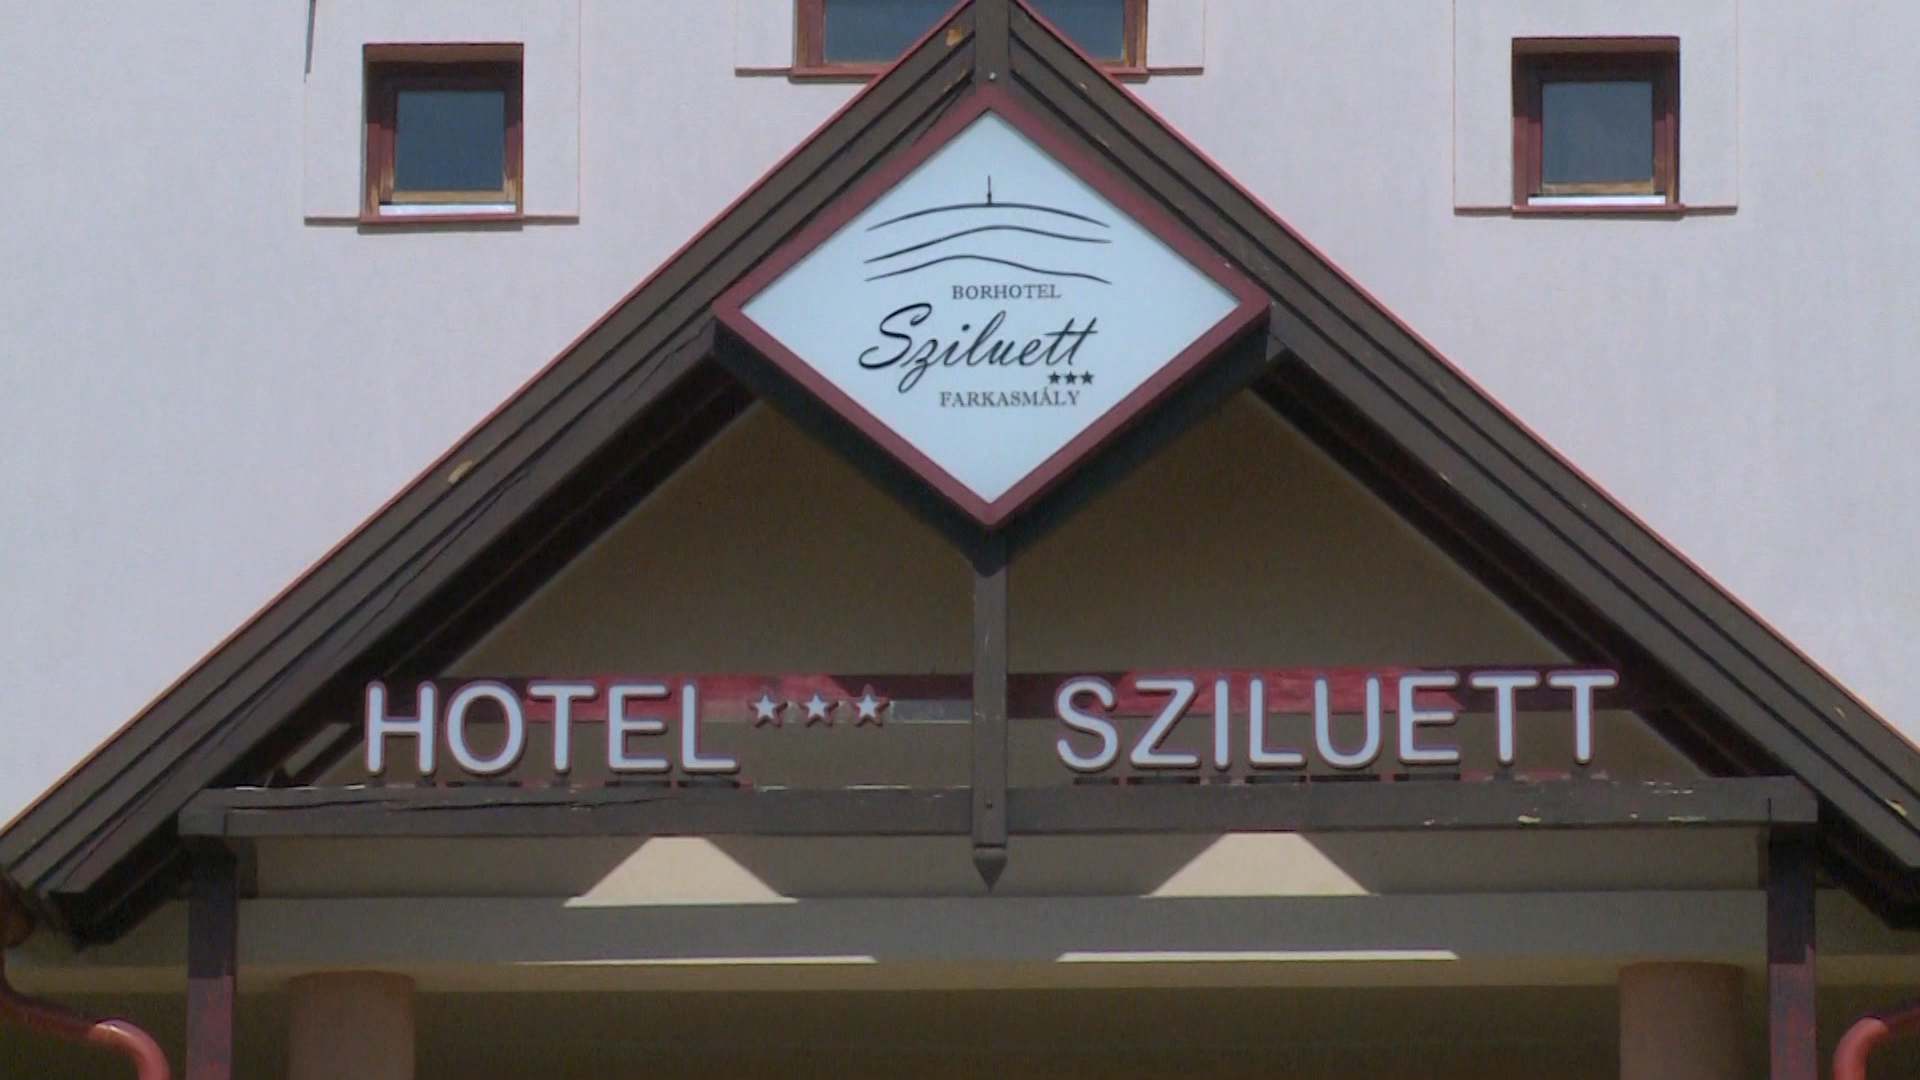 BORHOTEL
Sziluett
★★★
FARKASMÁLY
HOTEL ★★★ SZILUETT